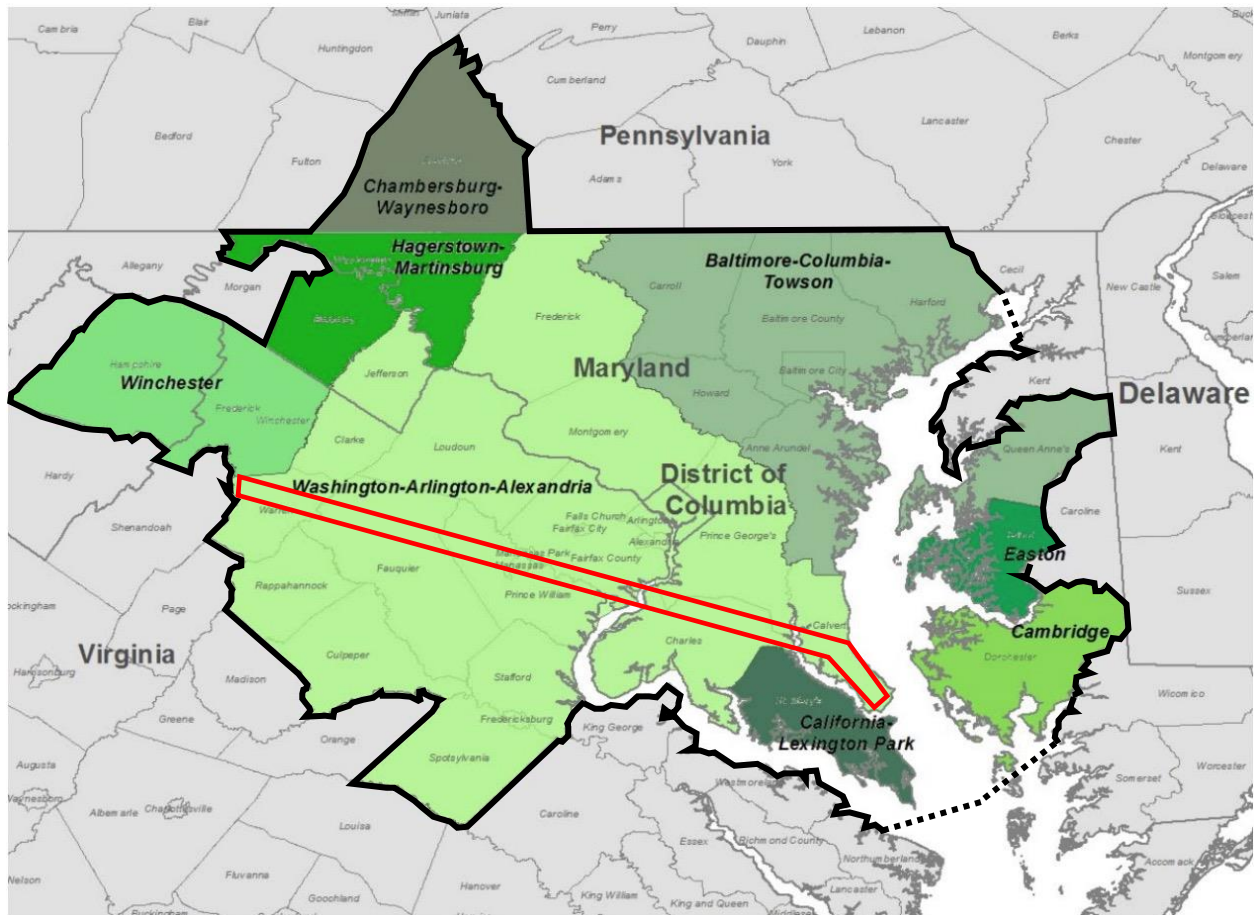 Cambria
Blair
Juniata
Perry
Dauphin
Lebanon
Berks
Huntingdon
Montgomery
Cumberland
Lancaster
Bedford
Pennsylvania
Chester
Fulton
York
Delaware
Adams
Chambersburg-
Waynesboro
Hagerstown-
Martinsburg
Baltimore-Columbia-
Towson
Allegany
Morgan
Cecil
Salem
New Castle
Carroll
Harford
Frederick
Baltimore County
Hampshire
Winchester
Jefferson
Maryland
Baltimore City
Kent
Delaware
Howard
Frederick
Winchester
Clarke
Loudoun
Montgomery
Anne Arundel
Queen Anne's
Kent
Hardy
Washington-Arlington-Alexandria
District of
Columbia
Falls Church
Fairfax City
Arlington
Prince George's
Caroline
Shenandoah
Alexandria
Manassas Park
Fairfax County
Manassas
Easton
Fauquier
Rappahannock
Prince William
Page
Sussex
Calvert
Charles
Cambridge
Virginia
Culpeper
Dorchester
Madison
Stafford
Wicomico
Greene
Fredericksburg
King George
California-
Lexington Park
Orange
Augusta
Spotsylvania
Westmoreland
Somerset
Worcester
Albemarle
Charlottesville
Caroline
Louisa
Essex
Richmond County
Northumberland
Accomack
Nelson
Fluvanna
Goochland
Hanover
King William
King and Queen
Lancaster